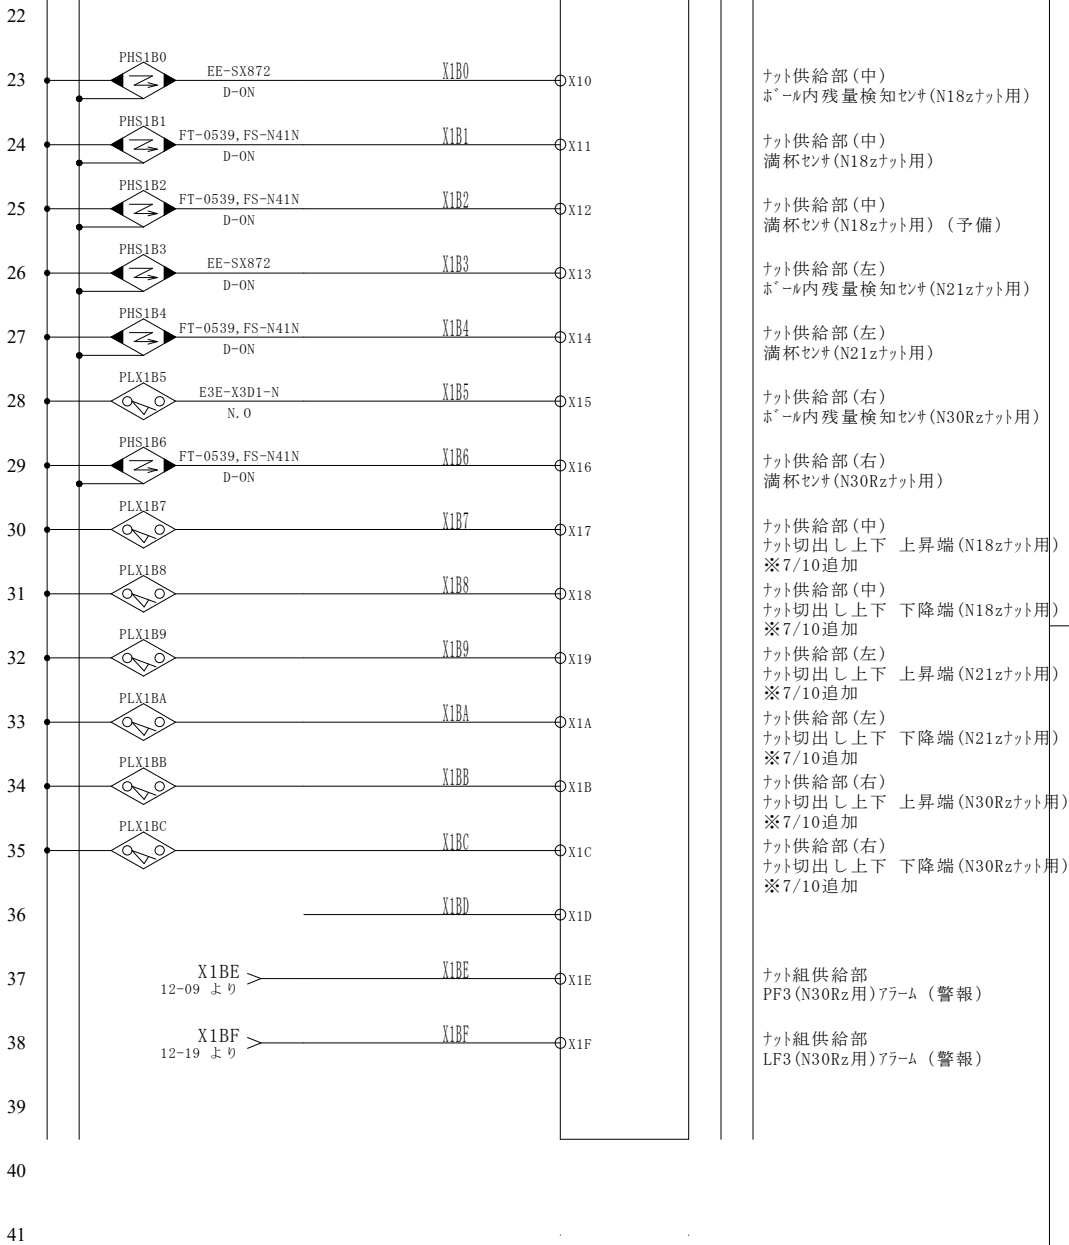 22
PHS1B0
23
EE-SX872
D-ON
X1B0
X10
ﾅｯﾄ供給部(中)
ﾎﾞｰﾙ内残量検知ｾﾝｻ(N18zﾅｯﾄ用)
PHS1B1
24
FT-0539,FS-N41N
D-ON
X1B1
X11
ﾅｯﾄ供給部(中)
満杯ｾﾝｻ(N18zﾅｯﾄ用)
PHS1B2
25
FT-0539,FS-N41N
D-ON
X1B2
X12
ﾅｯﾄ供給部(中)
満杯ｾﾝｻ(N18zﾅｯﾄ用)(予備)
PHS1B3
26
EE-SX872
D-ON
X1B3
X13
ﾅｯﾄ供給部(左)
ﾎﾞｰﾙ内残量検知ｾﾝｻ(N21zﾅｯﾄ用)
PHS1B4
27
FT-0539,FS-N41N
D-ON
X1B4
X14
ﾅｯﾄ供給部(左)
満杯ｾﾝｻ(N21zﾅｯﾄ用)
PLX1B5
28
E3E-X3D1-N
N.O
X1B5
X15
ﾅｯﾄ供給部(右)
ﾎﾞｰﾙ内残量検知ｾﾝｻ(N30Rzﾅｯﾄ用)
PHS1B6
29
FT-0539,FS-N41N
D-ON
X1B6
X16
ﾅｯﾄ供給部(右)
満杯ｾﾝｻ(N30Rzﾅｯﾄ用)
PLX1B7
30
X1B7
X17
ﾅｯﾄ供給部(中)
ﾅｯﾄ切出し上下 上昇端(N18zﾅｯﾄ用)
※7/10追加
PLX1B8
31
X1B8
X18
ﾅｯﾄ供給部(中)
ﾅｯﾄ切出し上下 下降端(N18zﾅｯﾄ用)
※7/10追加
PLX1B9
32
X1B9
X19
ﾅｯﾄ供給部(左)
ﾅｯﾄ切出し上下 上昇端(N21zﾅｯﾄ用)
※7/10追加
PLX1BA
33
X1BA
X1A
ﾅｯﾄ供給部(左)
ﾅｯﾄ切出し上下 下降端(N21zﾅｯﾄ用)
※7/10追加
PLX1BB
34
X1BB
X1B
ﾅｯﾄ供給部(右)
ﾅｯﾄ切出し上下 上昇端(N30Rzﾅｯﾄ用)
※7/10追加
PLX1BC
35
X1BC
X1C
ﾅｯﾄ供給部(右)
ﾅｯﾄ切出し上下 下降端(N30Rzﾅｯﾄ用)
※7/10追加
36
X1BD
X1D
37
X1BE
12-09 より
X1BE
X1E
ﾅｯﾄ組供給部
PF3(N30Rz用)ｱﾗｰﾑ(警報)
38
X1BF
12-19 より
X1BF
X1F
ﾅｯﾄ組供給部
LF3(N30Rz用)ｱﾗｰﾑ(警報)
39
40
41